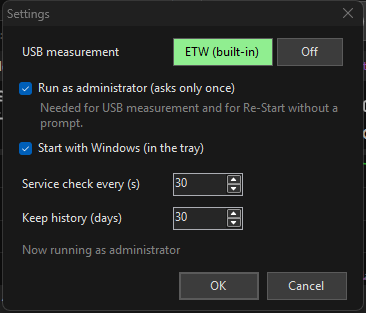 Settings
USB measurement
ETW (built-in)
Off
Run as administrator (asks only once)
Needed for USB measurement and for Re-Start without a
prompt.
Start with Windows (in the tray)
Service check every (s)
30
Keep history (days)
30
Now running as administrator
OK
Cancel